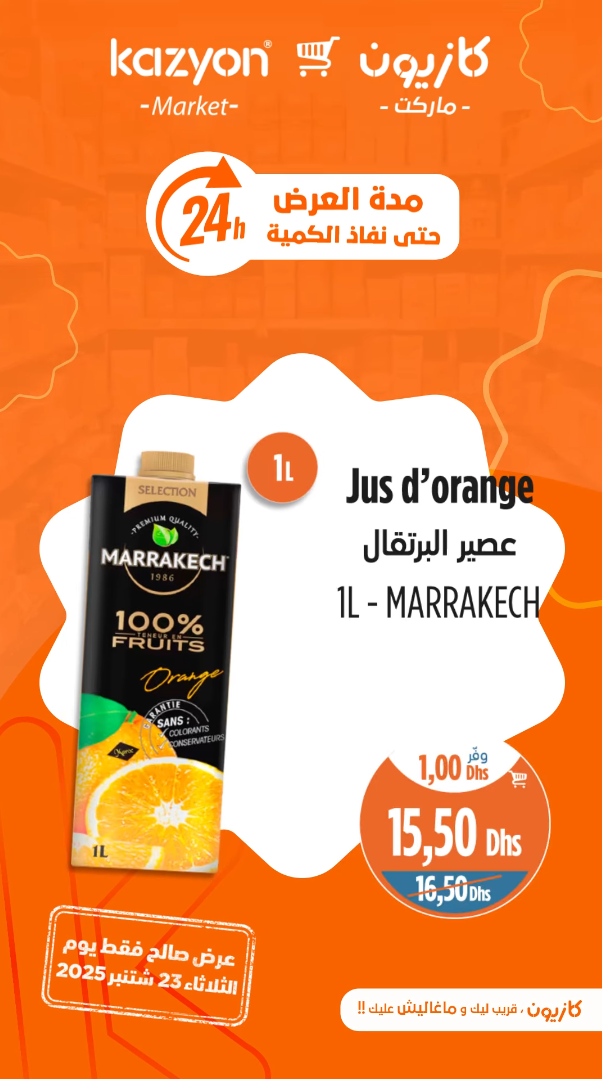 kazyon® كازيون
-Market- - ماركت -
24h
مدة العرض
حتى نفاذ الكمية
1L
Jus d'orange
عصير البرتقال
1L - MARRAKECH
SELECTION
·PREMIUM QUALITY·
MARRAKECH
1986
100%
TENEUR EN
FRUITS
Orange
GARANTIE
SANS :
COLORANTS
CONSERVATEURS
Maroc
1L
وفّر
1,00 Dhs
15,50 Dhs
16,50 Dhs
عرض صالح فقط يوم
الثلاثاء 23 شتنبر 2025
كازيون ، قريب ليك و ماغاليش عليك !!